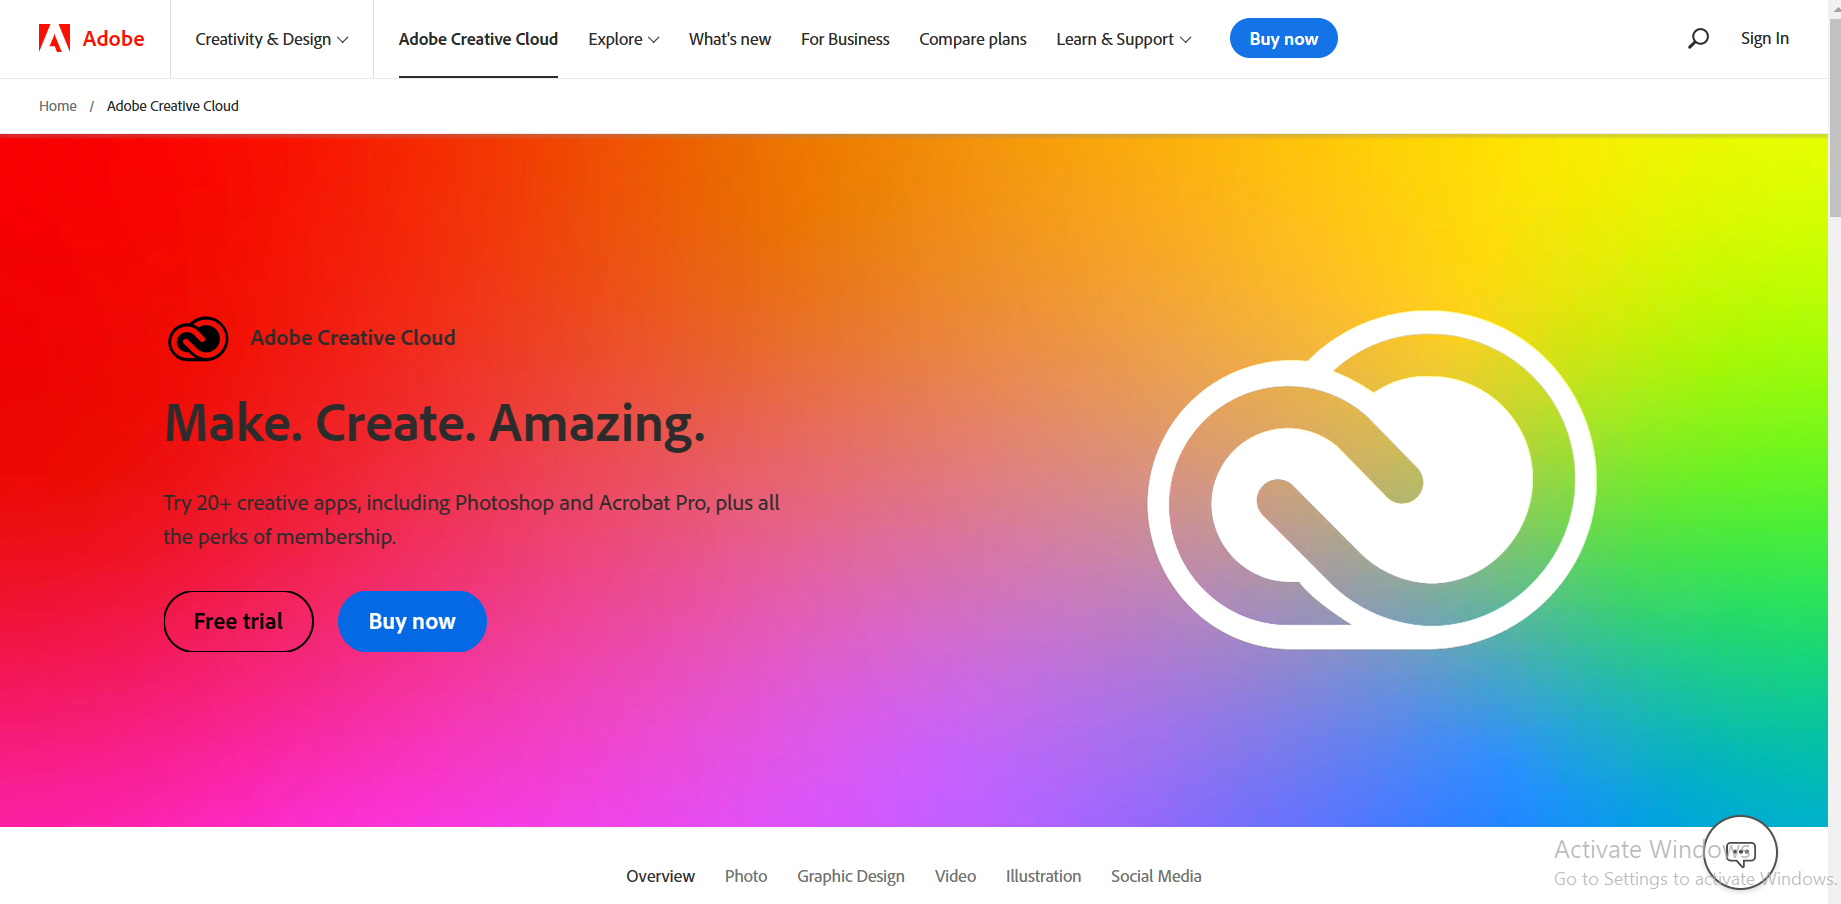 Adobe
Creativity & Design
Adobe Creative Cloud
Explore
What's new
For Business
Compare plans
Learn & Support
Buy now
Sign In
Home / Adobe Creative Cloud
Adobe Creative Cloud
Make. Create. Amazing.
Try 20+ creative apps, including Photoshop and Acrobat Pro, plus all
the perks of membership.
Free trial
Buy now
Overview
Photo
Graphic Design
Video
Illustration
Social Media
Activate Windows
Go to Settings to activate Windows.